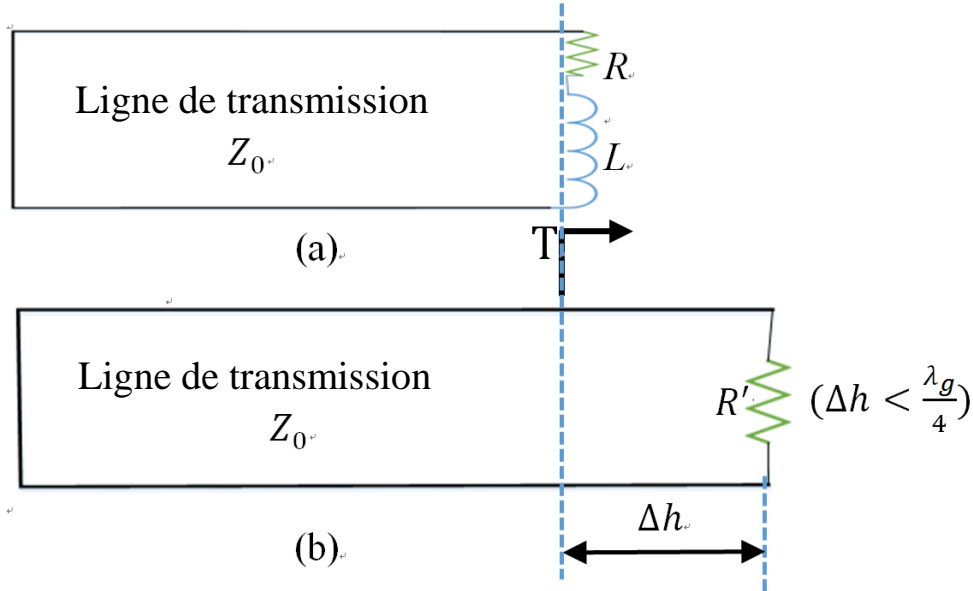 Ligne de transmission
Z₀
R
L
(a)
T
Ligne de transmission
Z₀
R′
(Δh < λg/4)
Δh
(b)